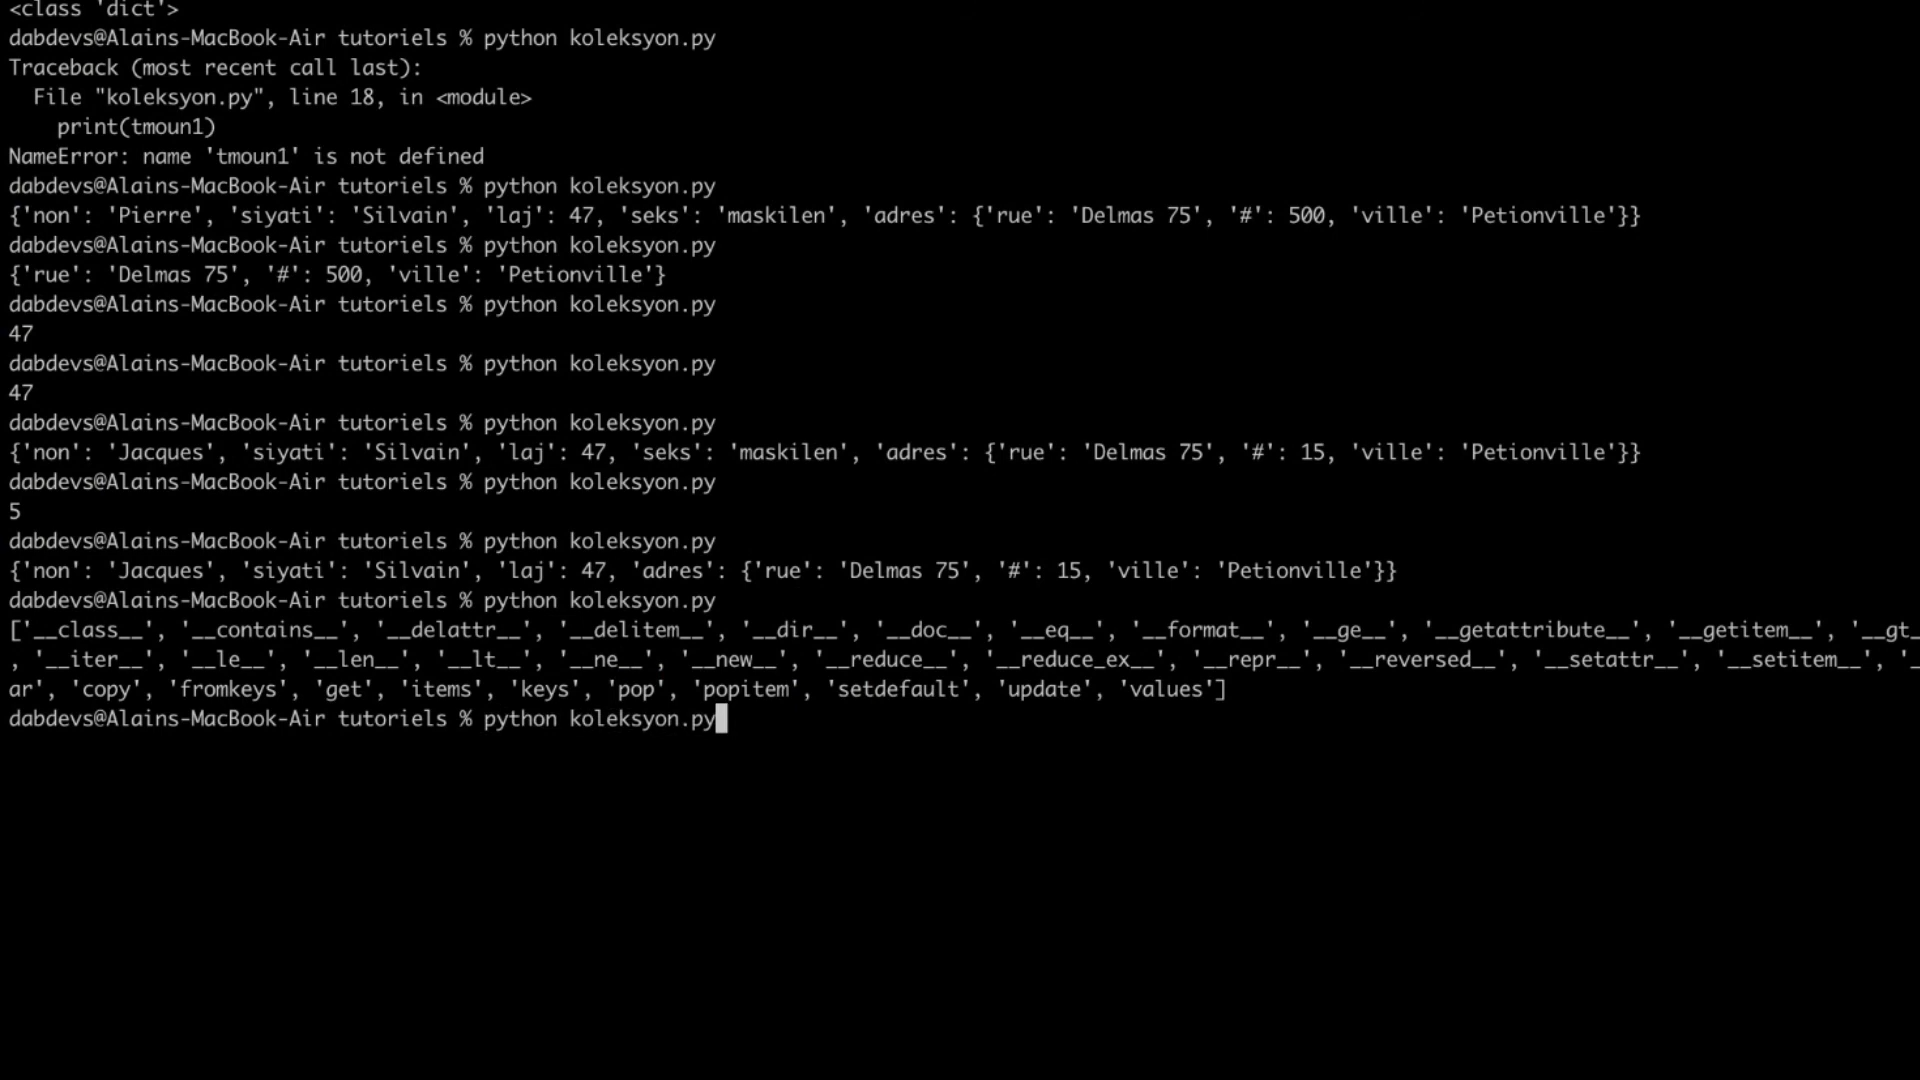 <class 'dict'>
dabdevs@Alains-MacBook-Air tutoriels % python koleksyon.py
Traceback (most recent call last):
  File "koleksyon.py", line 18, in <module>
    print(tmoun1)
NameError: name 'tmoun1' is not defined
dabdevs@Alains-MacBook-Air tutoriels % python koleksyon.py
{'non': 'Pierre', 'siyati': 'Silvain', 'laj': 47, 'seks': 'maskilen', 'adres': {'rue': 'Delmas 75', '#': 500, 'ville': 'Petionville'}}
dabdevs@Alains-MacBook-Air tutoriels % python koleksyon.py
{'rue': 'Delmas 75', '#': 500, 'ville': 'Petionville'}
dabdevs@Alains-MacBook-Air tutoriels % python koleksyon.py
47
dabdevs@Alains-MacBook-Air tutoriels % python koleksyon.py
47
dabdevs@Alains-MacBook-Air tutoriels % python koleksyon.py
{'non': 'Jacques', 'siyati': 'Silvain', 'laj': 47, 'seks': 'maskilen', 'adres': {'rue': 'Delmas 75', '#': 15, 'ville': 'Petionville'}}
dabdevs@Alains-MacBook-Air tutoriels % python koleksyon.py
5
dabdevs@Alains-MacBook-Air tutoriels % python koleksyon.py
{'non': 'Jacques', 'siyati': 'Silvain', 'laj': 47, 'adres': {'rue': 'Delmas 75', '#': 15, 'ville': 'Petionville'}}
dabdevs@Alains-MacBook-Air tutoriels % python koleksyon.py
['__class__', '__contains__', '__delattr__', '__delitem__', '__dir__', '__doc__', '__eq__', '__format__', '__ge__', '__getattribute__', '__getitem__', '__gt_
, '__iter__', '__le__', '__len__', '__lt__', '__ne__', '__new__', '__reduce__', '__reduce_ex__', '__repr__', '__reversed__', '__setattr__', '__setitem__', '_
ar', 'copy', 'fromkeys', 'get', 'items', 'keys', 'pop', 'popitem', 'setdefault', 'update', 'values']
dabdevs@Alains-MacBook-Air tutoriels % python koleksyon.py